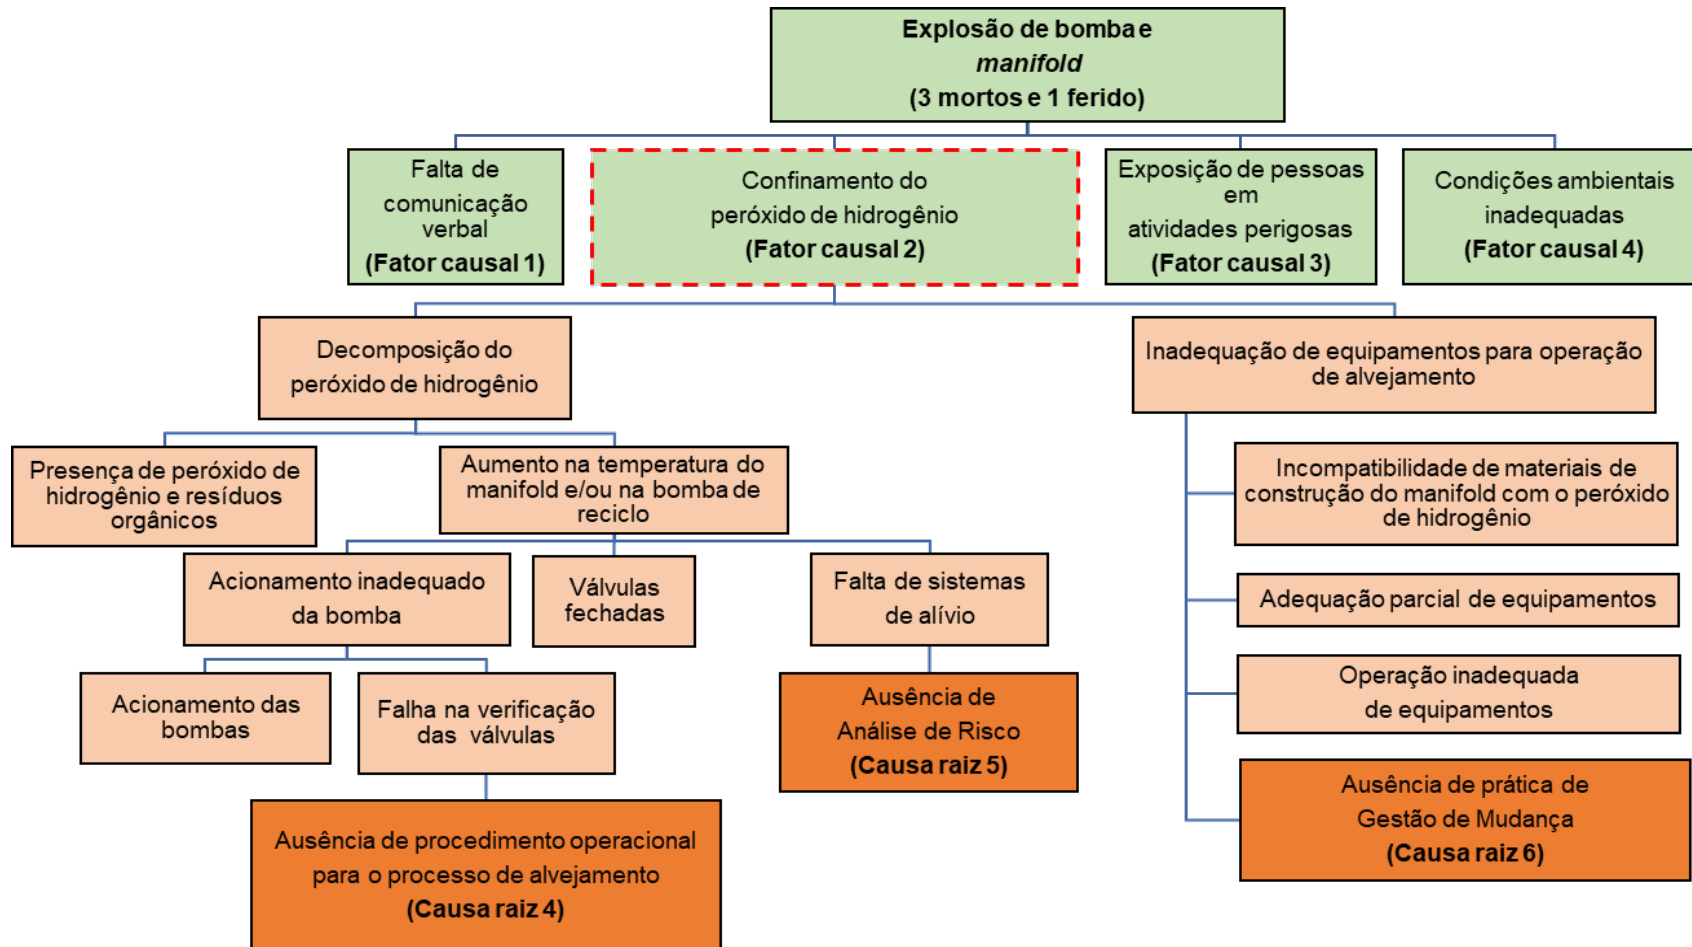 Explosão de bomba e
manifold
(3 mortos e 1 ferido)
Falta de
comunicação
verbal
(Fator causal 1)
Confinamento do
peróxido de hidrogênio
(Fator causal 2)
Exposição de pessoas
em
atividades perigosas
(Fator causal 3)
Condições ambientais
inadequadas
(Fator causal 4)
Decomposição do
peróxido de hidrogênio
Inadequação de equipamentos para operação
de alvejamento
Presença de peróxido de
hidrogênio e resíduos
orgânicos
Aumento na temperatura do
manifold e/ou na bomba de
reciclo
Incompatibilidade de materiais de
construção do manifold com o peróxido
de hidrogênio
Acionamento inadequado
da bomba
Válvulas
fechadas
Falta de sistemas
de alívio
Adequação parcial de equipamentos
Acionamento das
bombas
Falha na verificação
das válvulas
Ausência de
Análise de Risco
(Causa raiz 5)
Operação inadequada
de equipamentos
Ausência de prática de
Gestão de Mudança
(Causa raiz 6)
Ausência de procedimento operacional
para o processo de alvejamento
(Causa raiz 4)